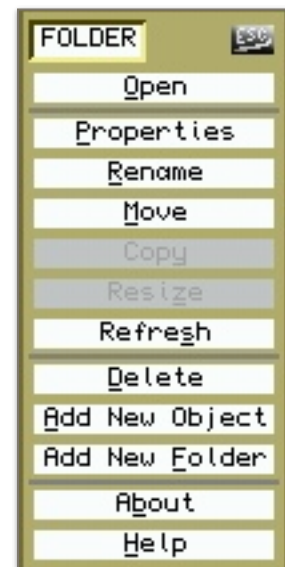 FOLDER ESC
Open
Properties
Rename
Move
Copy
Resize
Refresh
Delete
Add New Object
Add New Folder
About
Help